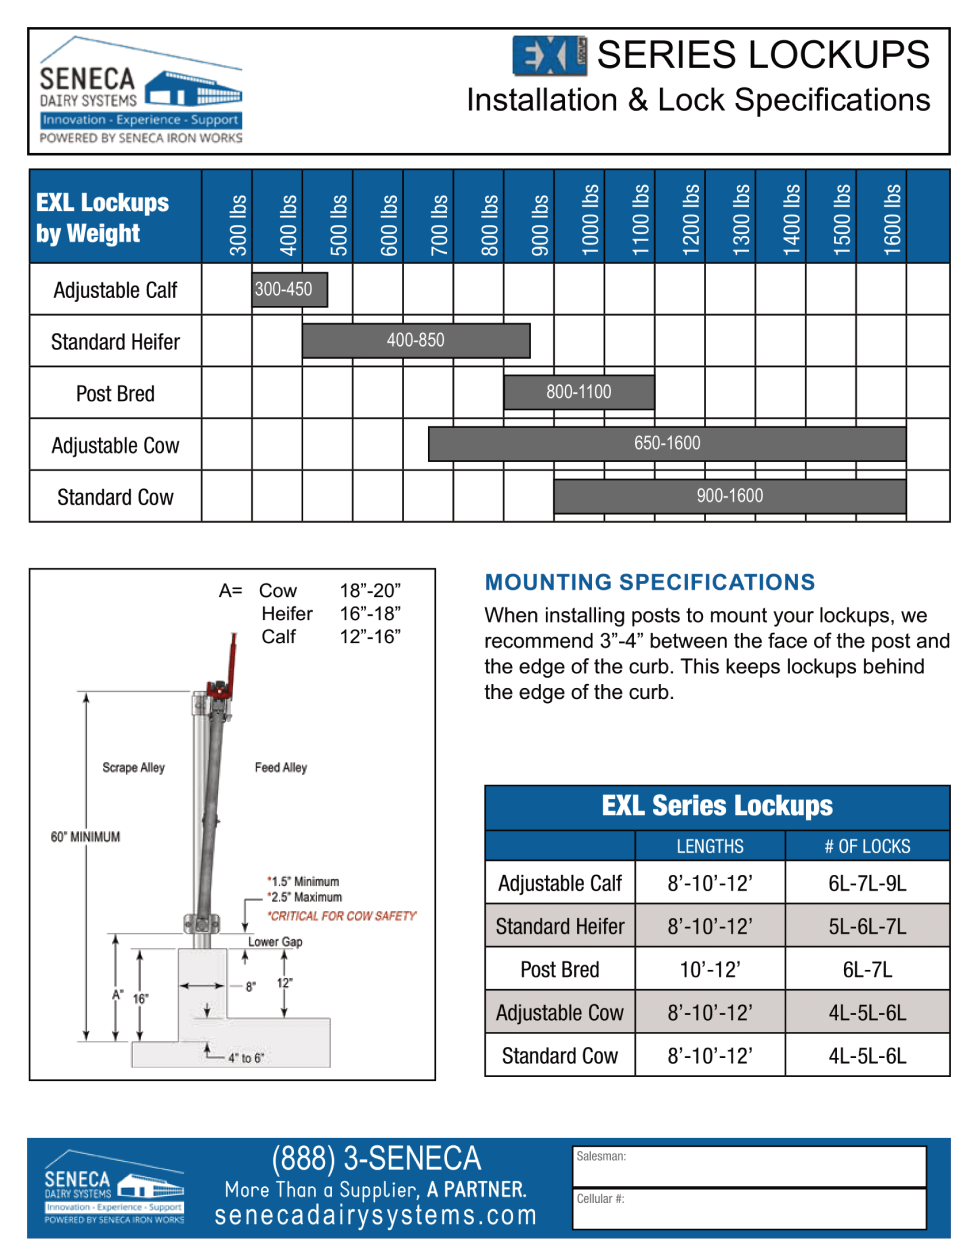 SENECA
DAIRY SYSTEMS
Innovation - Experience - Support
POWERED BY SENECA IRON WORKS
EXL SERIES LOCKUPS
Installation & Lock Specifications
EXL Lockups
by Weight
300 lbs
400 lbs
500 lbs
600 lbs
700 lbs
800 lbs
900 lbs
1000 lbs
1100 lbs
1200 lbs
1300 lbs
1400 lbs
1500 lbs
1600 lbs
Adjustable Calf 300-450
Standard Heifer 400-850
Post Bred 800-1100
Adjustable Cow 650-1600
Standard Cow 900-1600
A= Cow 18”-20”
Heifer 16”-18”
Calf 12”-16”
Scrape Alley Feed Alley
60" MINIMUM
*1.5" Minimum
*2.5" Maximum
*CRITICAL FOR COW SAFETY
Lower Gap
A" 16" 8" 12"
4" to 6"
MOUNTING SPECIFICATIONS
When installing posts to mount your lockups, we
recommend 3”-4” between the face of the post and
the edge of the curb. This keeps lockups behind
the edge of the curb.
EXL Series Lockups
LENGTHS # OF LOCKS
Adjustable Calf 8’-10’-12’ 6L-7L-9L
Standard Heifer 8’-10’-12’ 5L-6L-7L
Post Bred 10’-12’ 6L-7L
Adjustable Cow 8’-10’-12’ 4L-5L-6L
Standard Cow 8’-10’-12’ 4L-5L-6L
SENECA
DAIRY SYSTEMS
Innovation - Experience - Support
POWERED BY SENECA IRON WORKS
(888) 3-SENECA
More Than a Supplier, A PARTNER.
senecadairysystems.com
Salesman:
Cellular #: